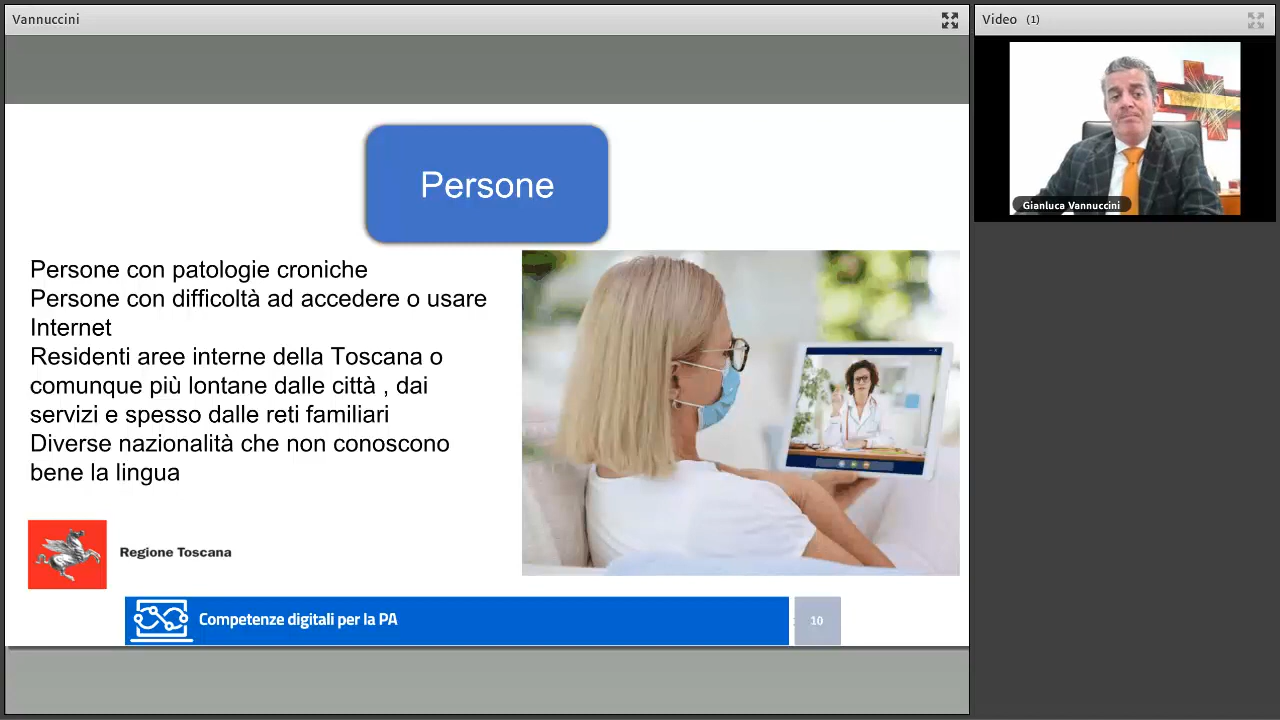 Vannuccini
Video (1)
Gianluca Vannuccini
Persone
Persone con patologie croniche
Persone con difficoltà ad accedere o usare
Internet
Residenti aree interne della Toscana o
comunque più lontane dalle città , dai
servizi e spesso dalle reti familiari
Diverse nazionalità che non conoscono
bene la lingua
Regione Toscana
Competenze digitali per la PA
10